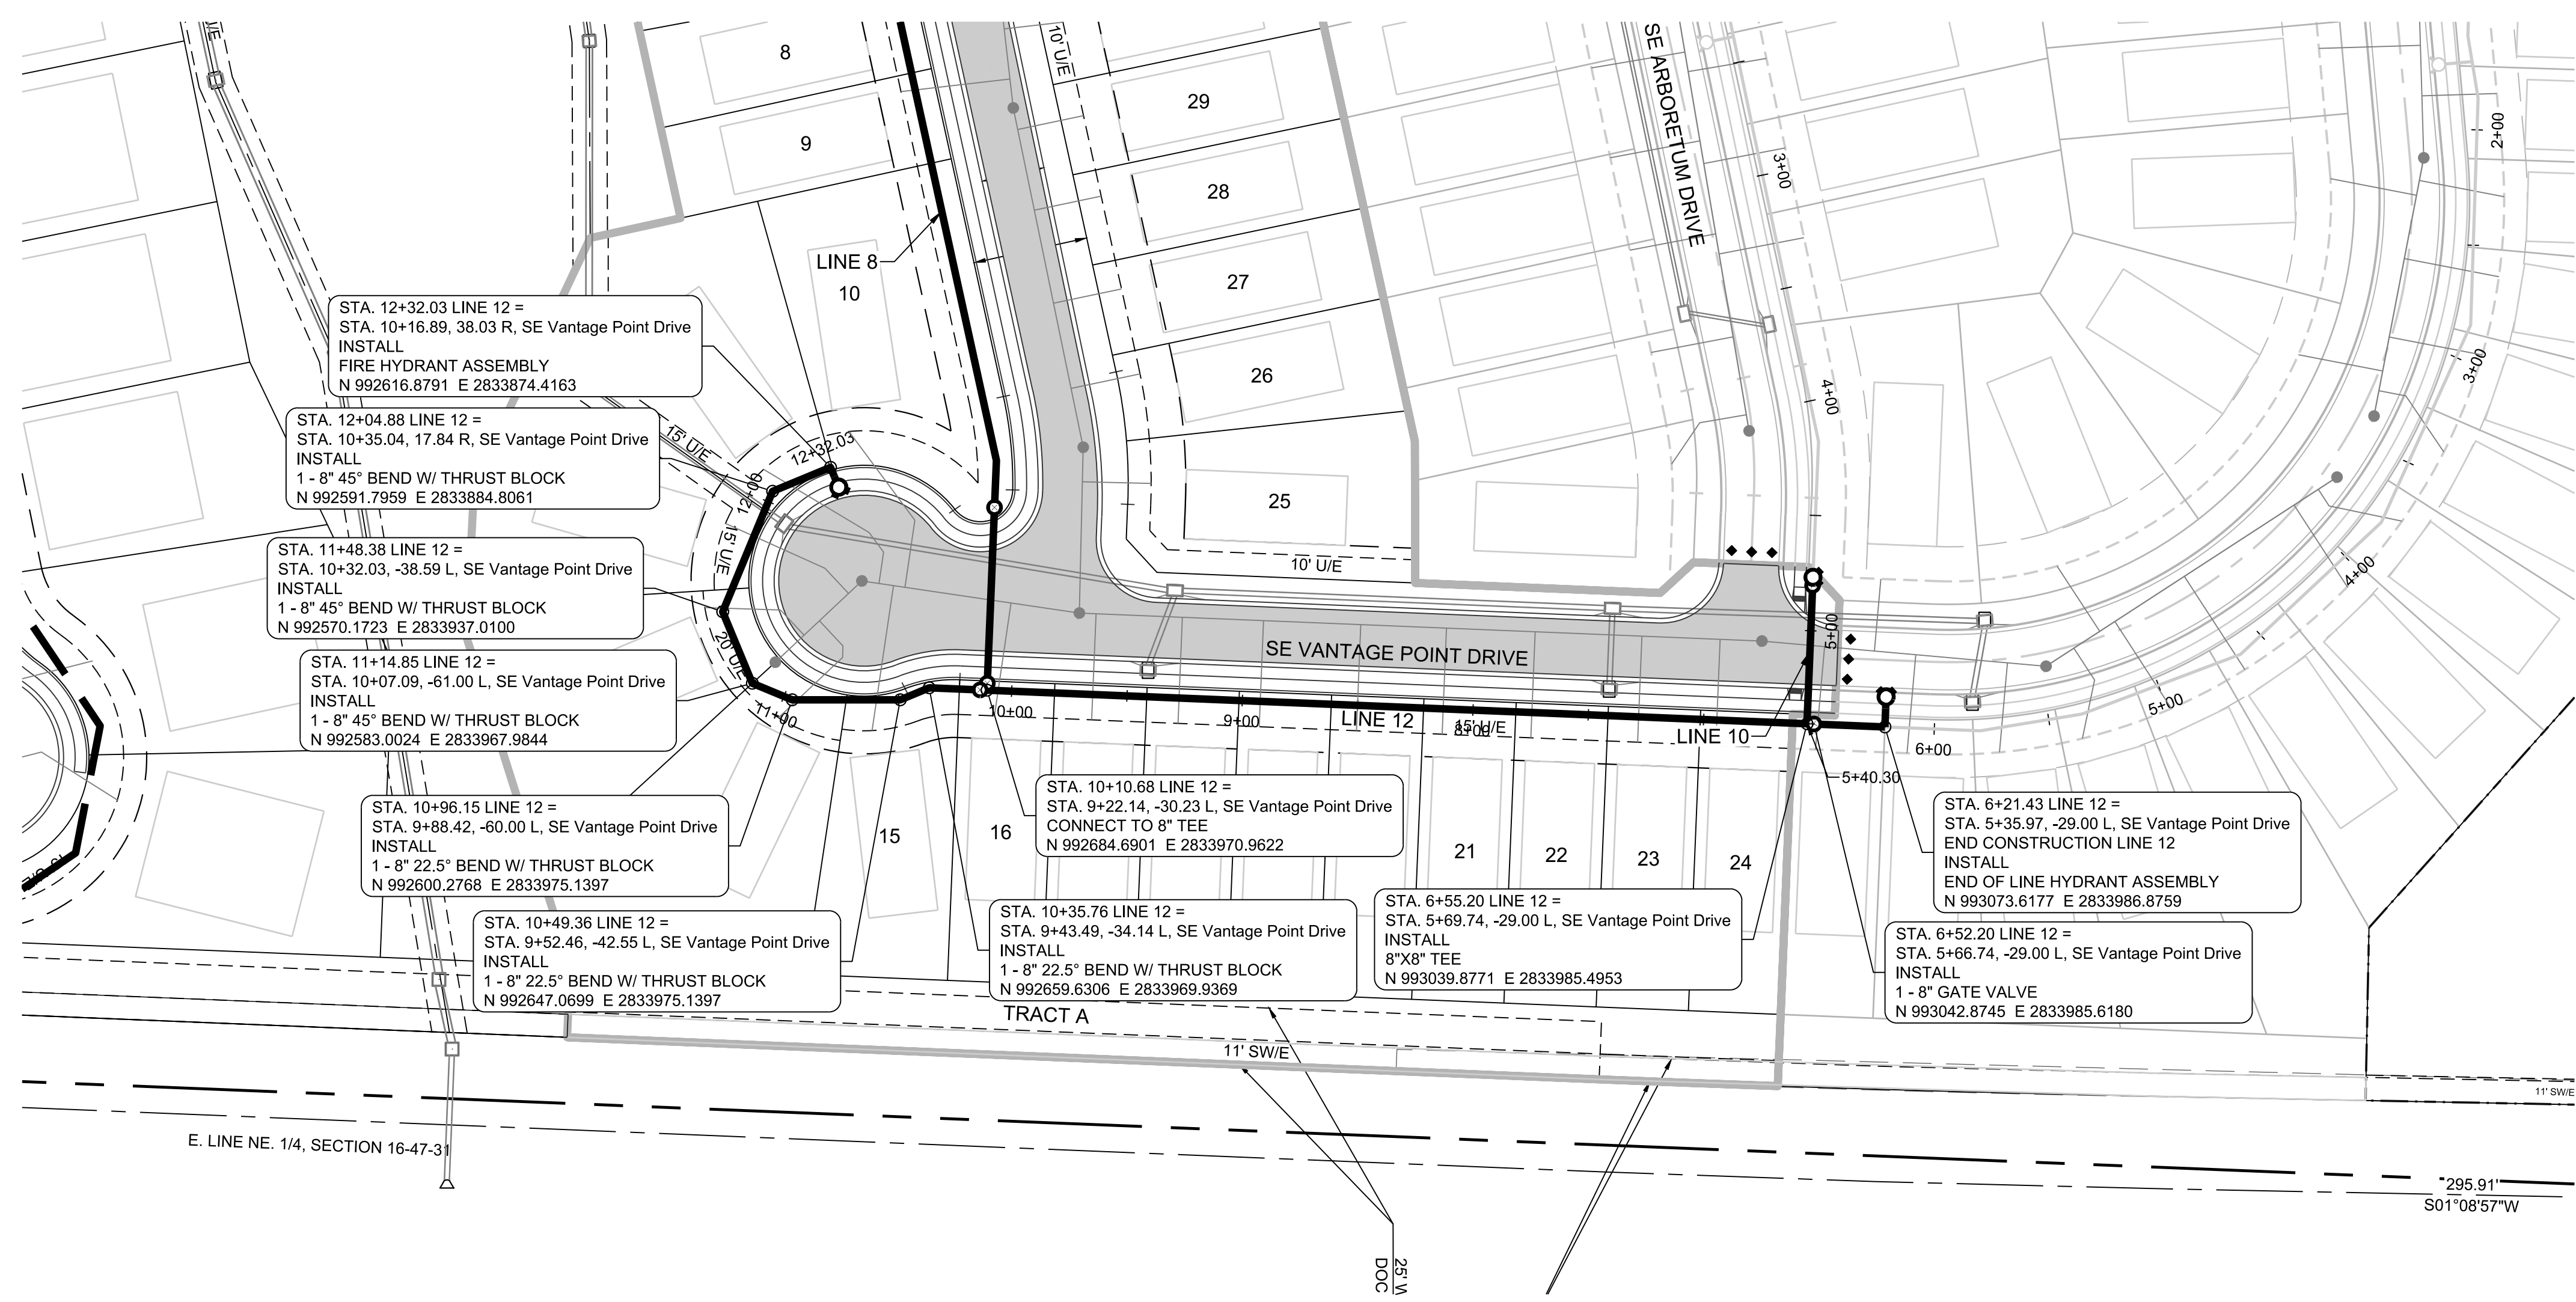 8
9
LINE 8
10
29
28
27
26
25
10' U/E
SE ARBORETUM DRIVE
3+00
4+00
2+00
3+00
4+00
5+00
STA. 12+32.03 LINE 12 =
STA. 10+16.89, 38.03 R, SE Vantage Point Drive
INSTALL
FIRE HYDRANT ASSEMBLY
N 992616.8791 E 2833874.4163
STA. 12+04.88 LINE 12 =
STA. 10+35.04, 17.84 R, SE Vantage Point Drive
INSTALL
1 - 8" 45° BEND W/ THRUST BLOCK
N 992591.7959 E 2833884.8061
STA. 11+48.38 LINE 12 =
STA. 10+32.03, -38.59 L, SE Vantage Point Drive
INSTALL
1 - 8" 45° BEND W/ THRUST BLOCK
N 992570.1723 E 2833937.0100
STA. 11+14.85 LINE 12 =
STA. 10+07.09, -61.00 L, SE Vantage Point Drive
INSTALL
1 - 8" 45° BEND W/ THRUST BLOCK
N 992583.0024 E 2833967.9844
15' U/E
12+32.03
12+00
15' U/E
20' U/E
11+00
10' U/E
SE VANTAGE POINT DRIVE
5+00
10+00
9+00
LINE 12
8+00
15' U/E
LINE 10
5+40.30
6+00
STA. 10+96.15 LINE 12 =
STA. 9+88.42, -60.00 L, SE Vantage Point Drive
INSTALL
1 - 8" 22.5° BEND W/ THRUST BLOCK
N 992600.2768 E 2833975.1397
15
16
STA. 10+10.68 LINE 12 =
STA. 9+22.14, -30.23 L, SE Vantage Point Drive
CONNECT TO 8" TEE
N 992684.6901 E 2833970.9622
21
22
23
24
STA. 6+21.43 LINE 12 =
STA. 5+35.97, -29.00 L, SE Vantage Point Drive
END CONSTRUCTION LINE 12
INSTALL
END OF LINE HYDRANT ASSEMBLY
N 993073.6177 E 2833986.8759
STA. 10+49.36 LINE 12 =
STA. 9+52.46, -42.55 L, SE Vantage Point Drive
INSTALL
1 - 8" 22.5° BEND W/ THRUST BLOCK
N 992647.0699 E 2833975.1397
STA. 10+35.76 LINE 12 =
STA. 9+43.49, -34.14 L, SE Vantage Point Drive
INSTALL
1 - 8" 22.5° BEND W/ THRUST BLOCK
N 992659.6306 E 2833969.9369
STA. 6+55.20 LINE 12 =
STA. 5+69.74, -29.00 L, SE Vantage Point Drive
INSTALL
8"X8" TEE
N 993039.8771 E 2833985.4953
STA. 6+52.20 LINE 12 =
STA. 5+66.74, -29.00 L, SE Vantage Point Drive
INSTALL
1 - 8" GATE VALVE
N 993042.8745 E 2833985.6180
TRACT A
11' SW/E
11' SW/E
E. LINE NE. 1/4, SECTION 16-47-31
295.91'
S01°08'57"W
25'
DOC